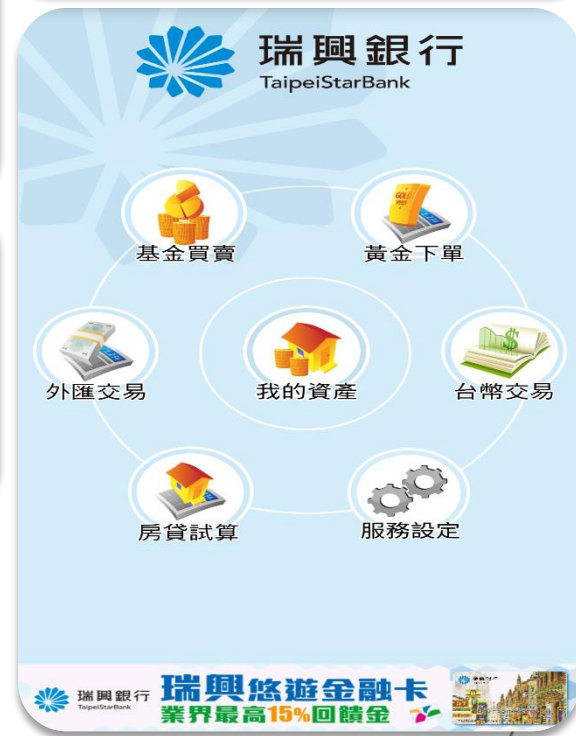 瑞興銀行
TaipeiStarBank
基金買賣
黃金下單
外匯交易
我的資產
台幣交易
房貸試算
服務設定
瑞興銀行
TaipeiStarBank
瑞興悠遊金融卡
業界最高15%回饋金